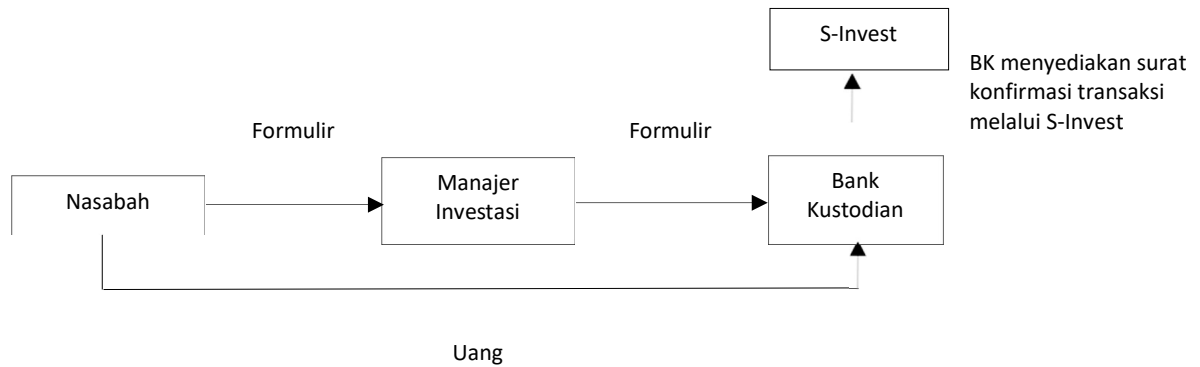 S-Invest
BK menyediakan surat
konfirmasi transaksi
melalui S-Invest
Formulir
Formulir
Nasabah
Manajer
Investasi
Bank
Kustodian
Uang